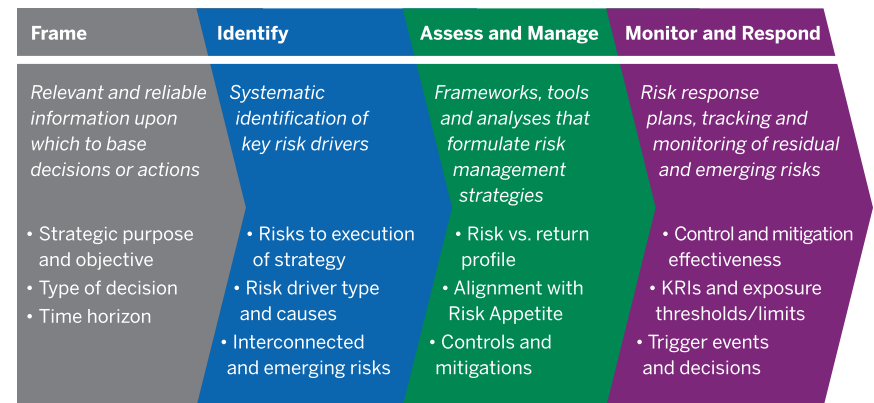 Frame
Identify
Assess and Manage
Monitor and Respond
Relevant and reliable
information upon
which to base
decisions or actions
• Strategic purpose
and objective
• Type of decision
• Time horizon
Systematic
identification of
key risk drivers
• Risks to execution
of strategy
• Risk driver type
and causes
• Interconnected
and emerging risks
Frameworks, tools
and analyses that
formulate risk
management
strategies
• Risk vs. return
profile
• Alignment with
Risk Appetite
• Controls and
mitigations
Risk response
plans, tracking and
monitoring of residual
and emerging risks
• Control and mitigation
effectiveness
• KRIs and exposure
thresholds/limits
• Trigger events
and decisions